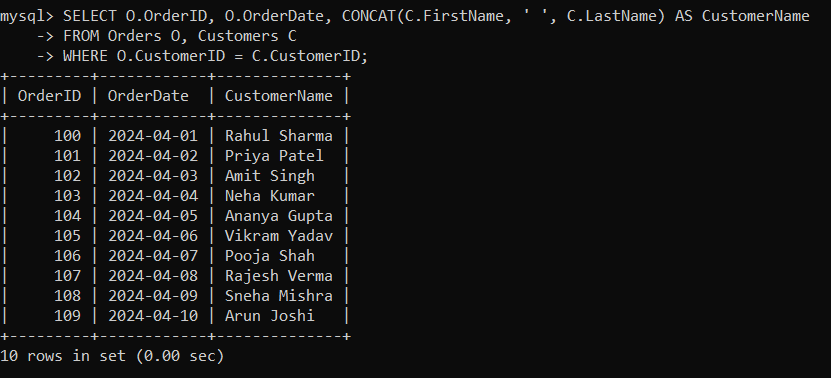 mysql> SELECT O.OrderID, O.OrderDate, CONCAT(C.FirstName, ' ', C.LastName) AS CustomerName
    -> FROM Orders O, Customers C
    -> WHERE O.CustomerID = C.CustomerID;
+---------+------------+--------------+
| OrderID | OrderDate  | CustomerName |
+---------+------------+--------------+
|     100 | 2024-04-01 | Rahul Sharma |
|     101 | 2024-04-02 | Priya Patel  |
|     102 | 2024-04-03 | Amit Singh   |
|     103 | 2024-04-04 | Neha Kumar   |
|     104 | 2024-04-05 | Ananya Gupta |
|     105 | 2024-04-06 | Vikram Yadav |
|     106 | 2024-04-07 | Pooja Shah   |
|     107 | 2024-04-08 | Rajesh Verma |
|     108 | 2024-04-09 | Sneha Mishra |
|     109 | 2024-04-10 | Arun Joshi   |
+---------+------------+--------------+
10 rows in set (0.00 sec)